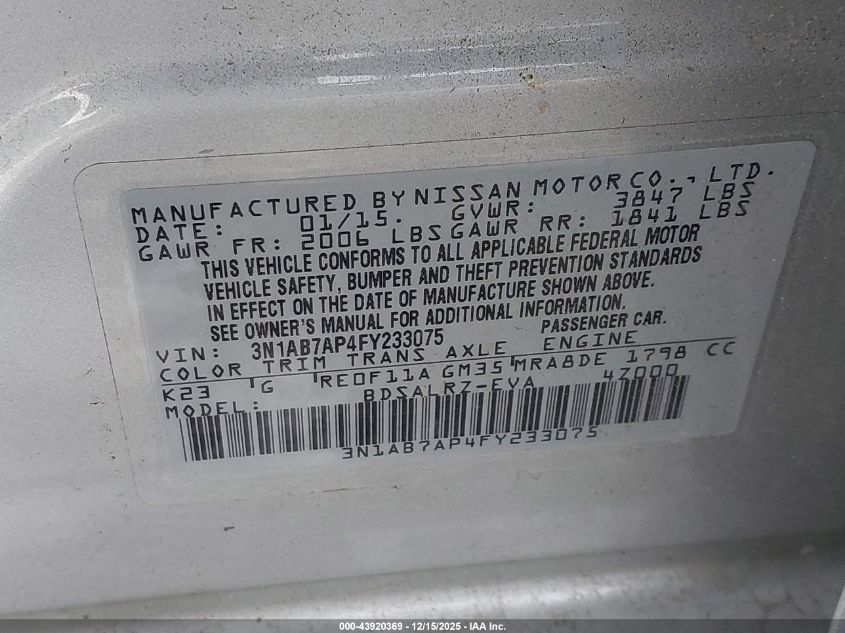 MANUFACTURED BY NISSAN MOTOR CO., LTD.
DATE: 01/15. GVWR: 3847 LBS
GAWR FR: 2006 LBS GAWR RR: 1841 LBS
THIS VEHICLE CONFORMS TO ALL APPLICABLE FEDERAL MOTOR
VEHICLE SAFETY, BUMPER AND THEFT PREVENTION STANDARDS
IN EFFECT ON THE DATE OF MANUFACTURE SHOWN ABOVE.
SEE OWNER'S MANUAL FOR ADDITIONAL INFORMATION.
VIN: 3N1AB7AP4FY233075 PASSENGER CAR.
COLOR TRIM TRANS AXLE ENGINE
K23 G RE0F11A GM35 MRA8DE 1798 CC
MODEL: BDSALRZ-EVA 4Z000
3N1AB7AP4FY233075
000-43920369 - 12/15/2025 - IAA Inc.